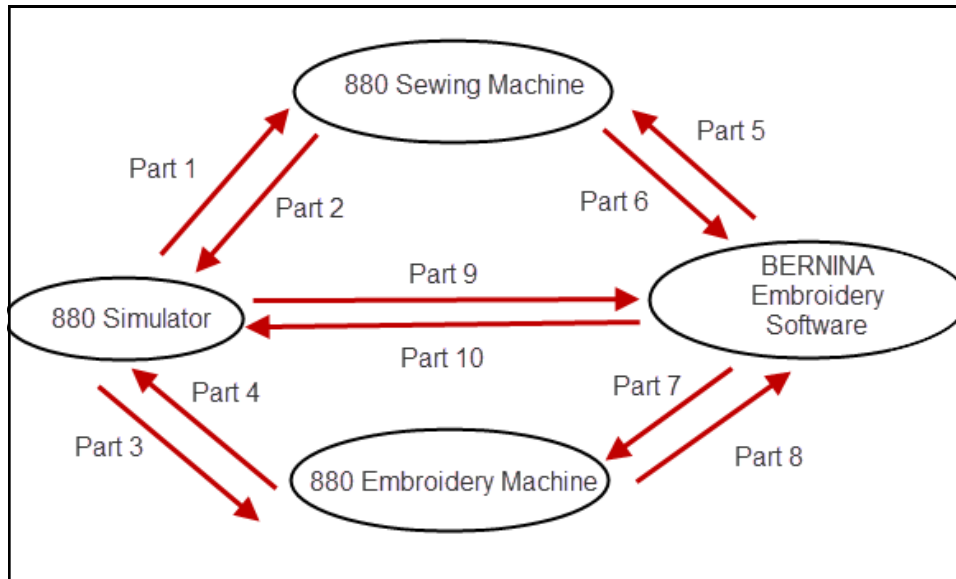 880 Sewing Machine
Part 5
Part 1
Part 2
Part 6
BERNINA
Embroidery
Software
Part 9
880 Simulator
Part 10
Part 4
Part 7
Part 3
Part 8
880 Embroidery Machine